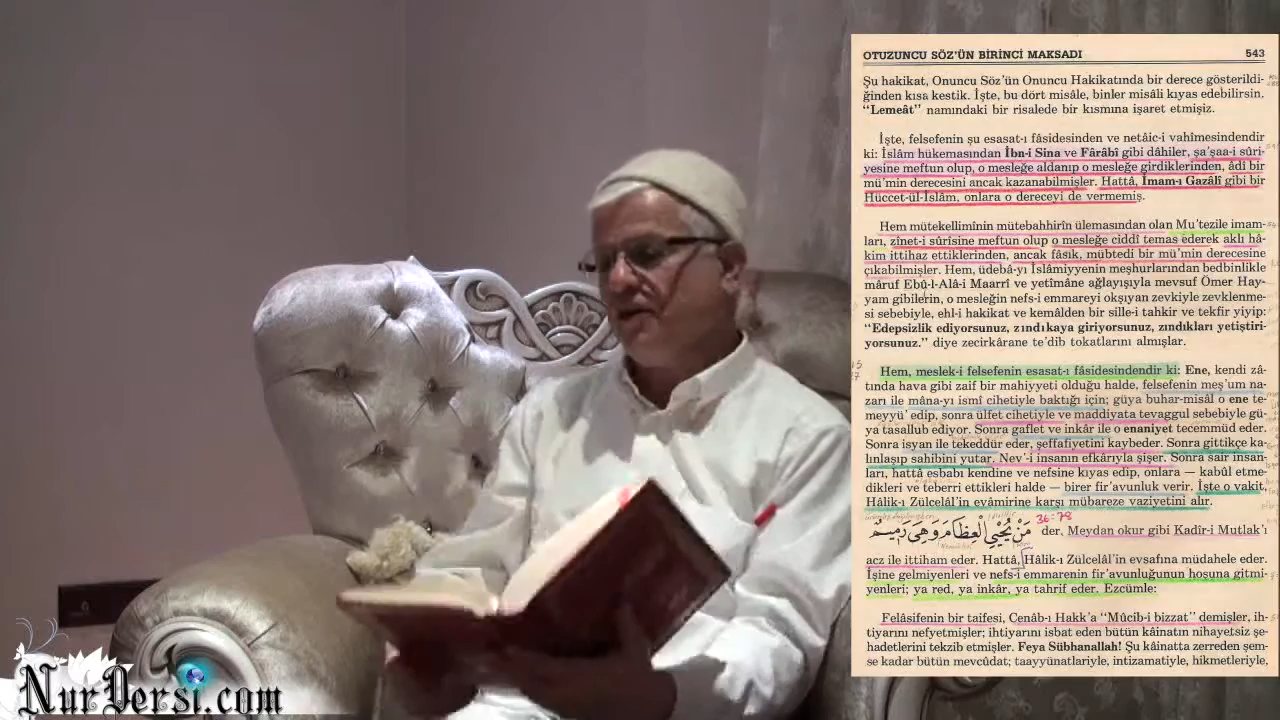 OTUZUNCU SÖZ'ÜN BİRİNCİ MAKSADI 543
Şu hakikat, Onuncu Söz'ün Onuncu Hakikatında bir derece gösterildi-
ğinden kısa kestik. İşte, bu dört misâle, binler misâli kıyas edebilirsin.
"Lemeât" namındaki bir risalede bir kısmına işaret etmişiz.
İşte, felsefenin şu esasat-ı fâsidesinden ve netâic-i vahîmesindendir
ki: İslâm hükemasından İbn-i Sina ve Fârâbî gibi dâhiler, şa'şaa-i sûri-
yesine meftun olup, o mesleğe aldanıp o mesleğe girdiklerinden, âdî bir
mü'min derecesini ancak kazanabilmişler. Hattâ, İmam-ı Gazâlî gibi bir
Hüccet-ül-İslâm, onlara o dereceyi de vermemiş.
Hem mütekellimînin mütebahhirîn ülemasından olan Mu'tezile imam-
ları, zînet-i sûrisine meftun olup o mesleğe ciddî temas ederek aklı hâ-
kim ittihaz ettiklerinden, ancak fâsık, mübtedi bir mü'min derecesine
çıkabilmişler. Hem, üdebâ-yı İslâmiyyenin meşhurlarından bedbinlikle
mâruf Ebû-l-Alâ-i Maarrî ve yetîmâne ağlayışıyla mevsuf Ömer Hay-
yam gibilerin, o mesleğin nefs-i emmareyi okşıyan zevkiyle zevklenme-
si sebebiyle, ehl-i hakikat ve kemâlden bir sille-i tahkir ve tekfir yiyip:
"Edepsizlik ediyorsunuz, zındıkaya giriyorsunuz, zındıkları yetiştiri-
yorsunuz." diye zecirkârane te'dib tokatlarını almışlar.
Hem, meslek-i felsefenin esasat-ı fâsidesindendir ki: Ene, kendi zâ-
tında hava gibi zaif bir mahiyyeti olduğu halde, felsefenin meş'um na-
zarı ile mâna-yı ismî cihetiyle baktığı için; güya buhar-misâl o ene te-
meyyü' edip, sonra ülfet cihetiyle ve maddiyata tevaggul sebebiyle gü-
ya tasallub ediyor. Sonra gaflet ve inkâr ile o enaniyet tecemmüd eder.
Sonra isyan ile tekeddür eder, şeffafiyetini kaybeder. Sonra gittikçe ka-
lınlaşıp sahibini yutar. Nev'-i insanın efkârıyla şişer. Sonra sair insan-
ları, hattâ esbabı kendine ve nefsine kıyas edip, onlara — kabûl etme-
dikleri ve teberri ettikleri halde — birer fir'avunluk verir. İşte o vakit,
Hâlik-ı Zülcelâl'in eyâmirine karşı mübareze vaziyetini alır.
36:78
مَنْ يُحْيِي الْعِظَامَ وَهِيَ رَمِيمٌ der, Meydan okur gibi Kadîr-i Mutlak'ı
acz ile ittiham eder. Hattâ, Hâlik-ı Zülcelâl'in evsafına müdahele eder.
İşine gelmiyenleri ve nefs-i emmarenin fir'avunluğunun hoşuna gitmi-
yenleri; ya red, ya inkâr, ya tahrif eder. Ezcümle:
Felâsifenin bir taifesi, Cenâb-ı Hakk'a "Mûcib-i bizzat" demişler, ih-
tiyarını nefyetmişler; ihtiyarını isbat eden bütün kâinatın nihayetsiz şe-
hadetlerini tekzib etmişler. Feya Sübhanallah! Şu kâinatta zerreden şem-
se kadar bütün mevcûdat; taayyünatlariyle, intizamatiyle, hikmetleriyle,
NurDersi.com